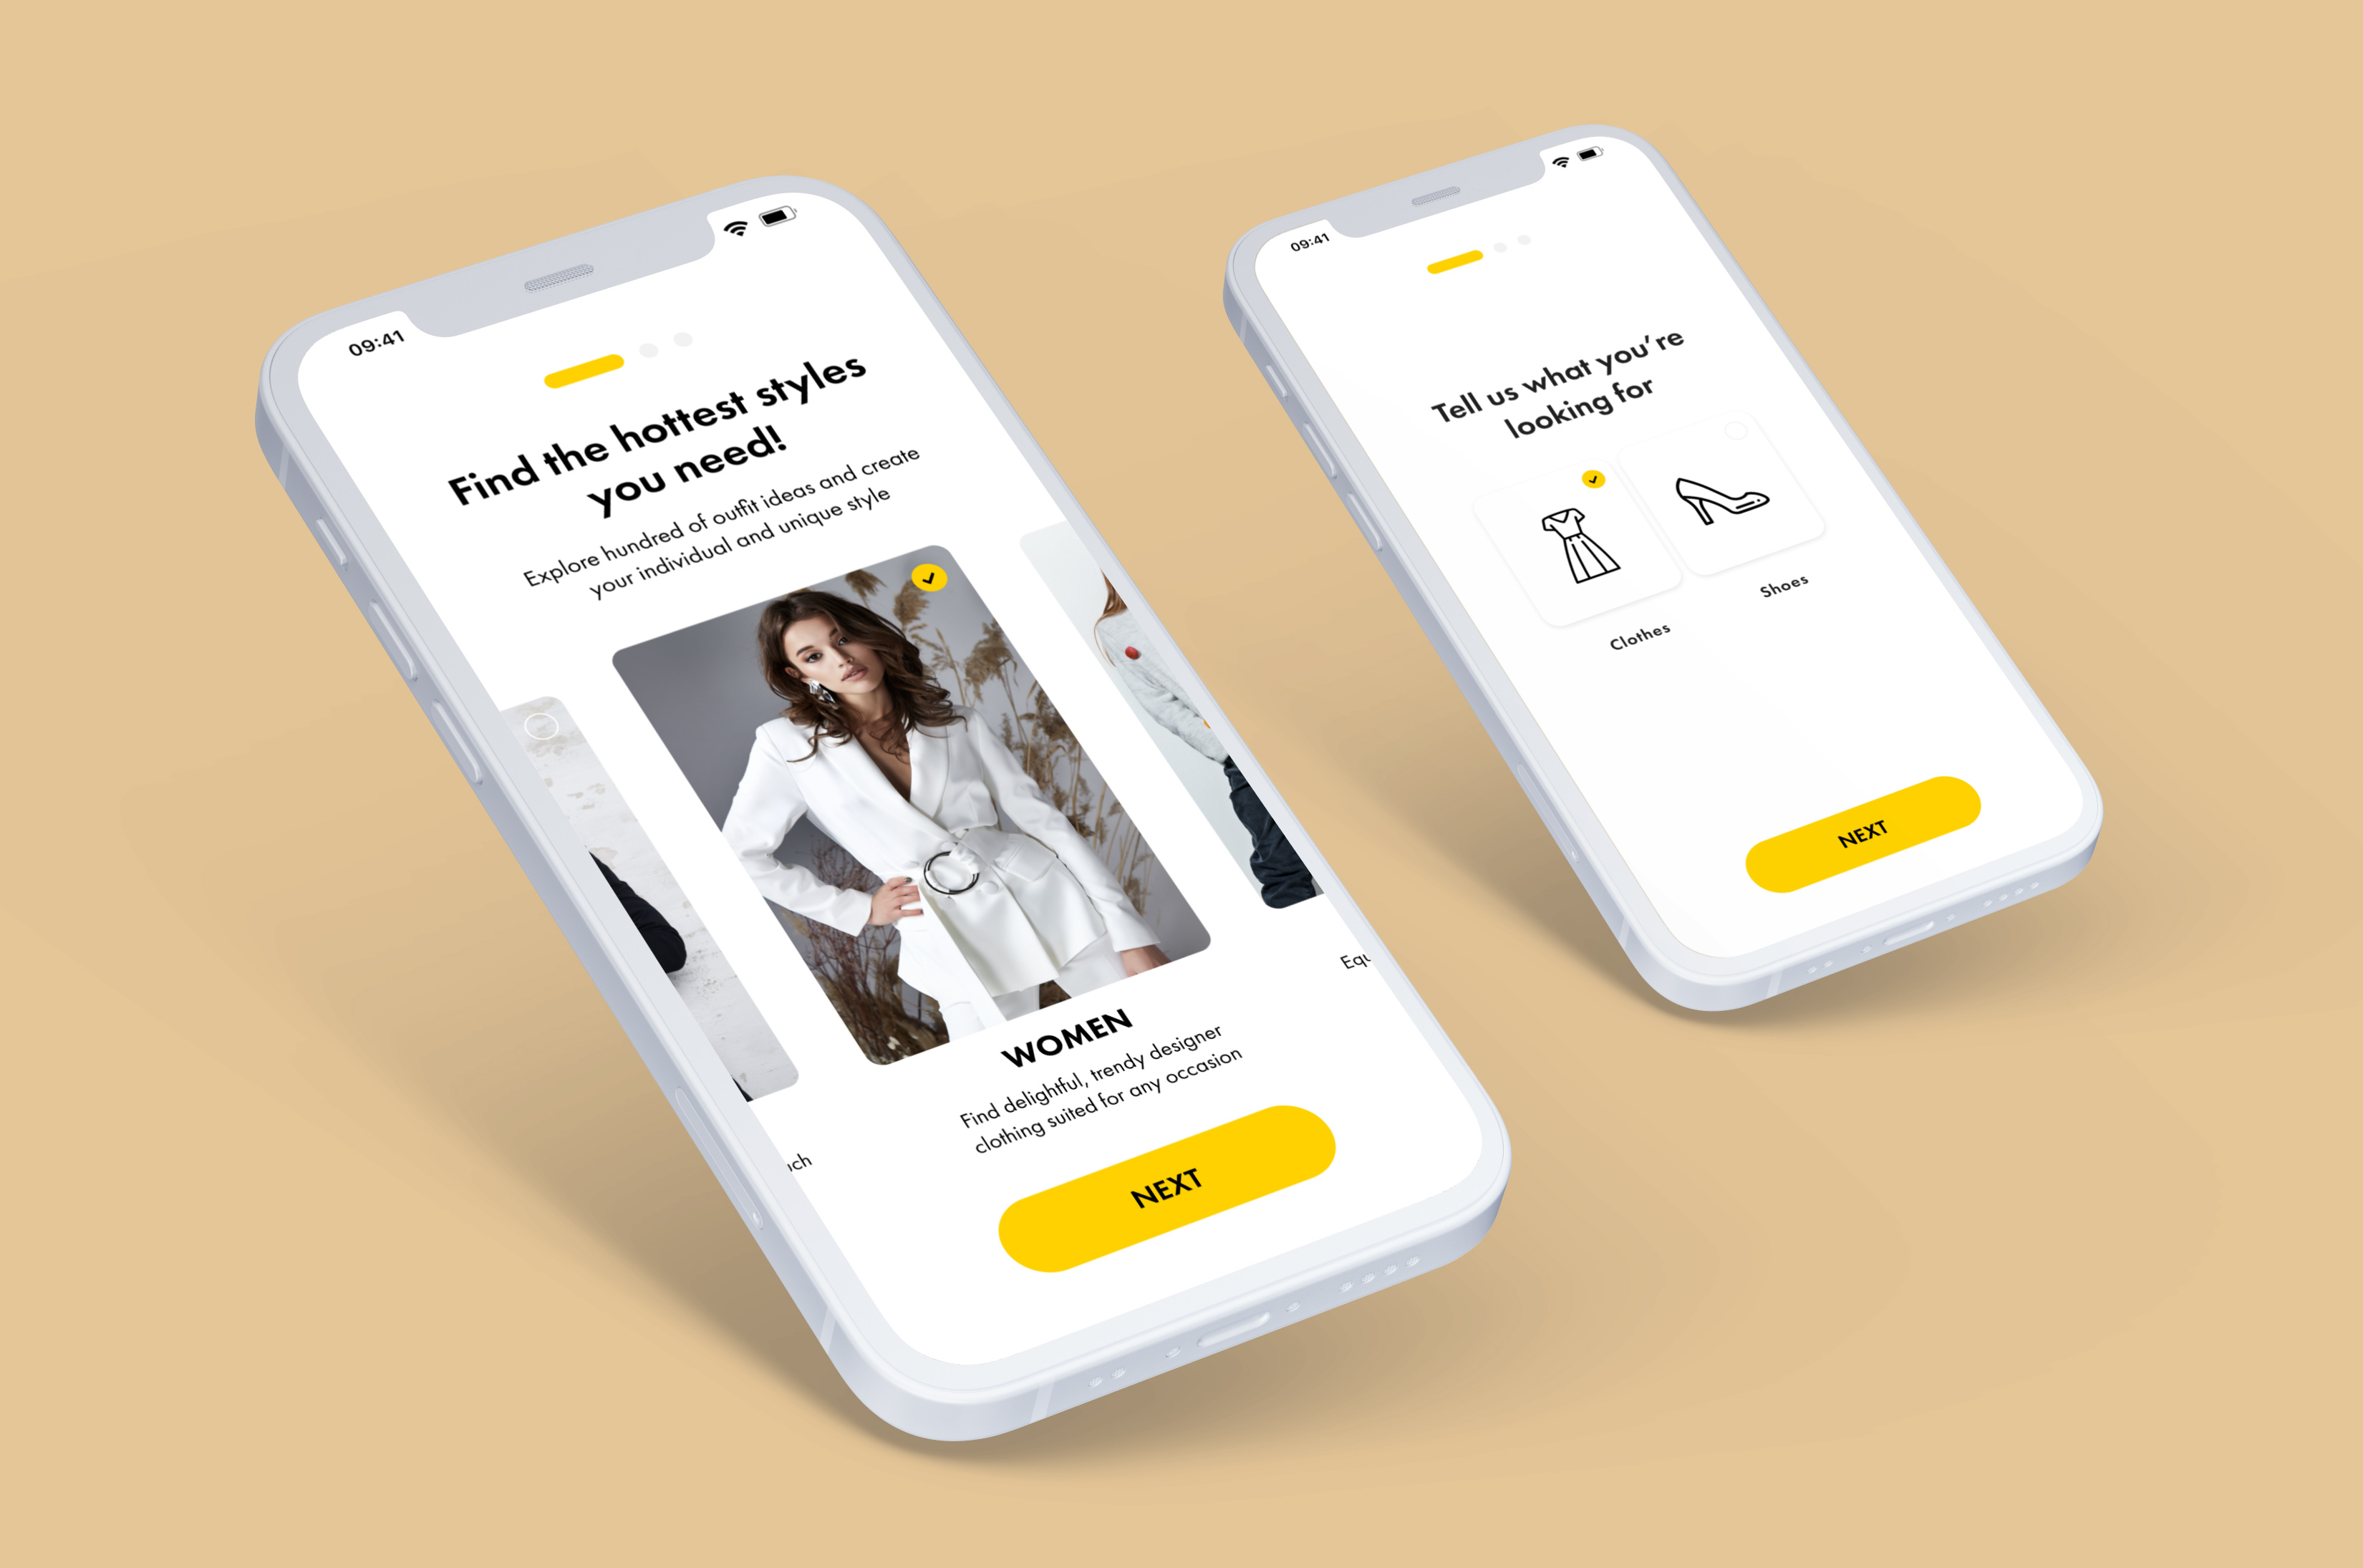 09:41
Find the hottest styles
you need!
Explore hundred of outfit ideas and create
your individual and unique style
WOMEN
Find delightful, trendy designer
clothing suited for any occasion
NEXT
09:41
Tell us what you're
looking for
Clothes
Shoes
NEXT